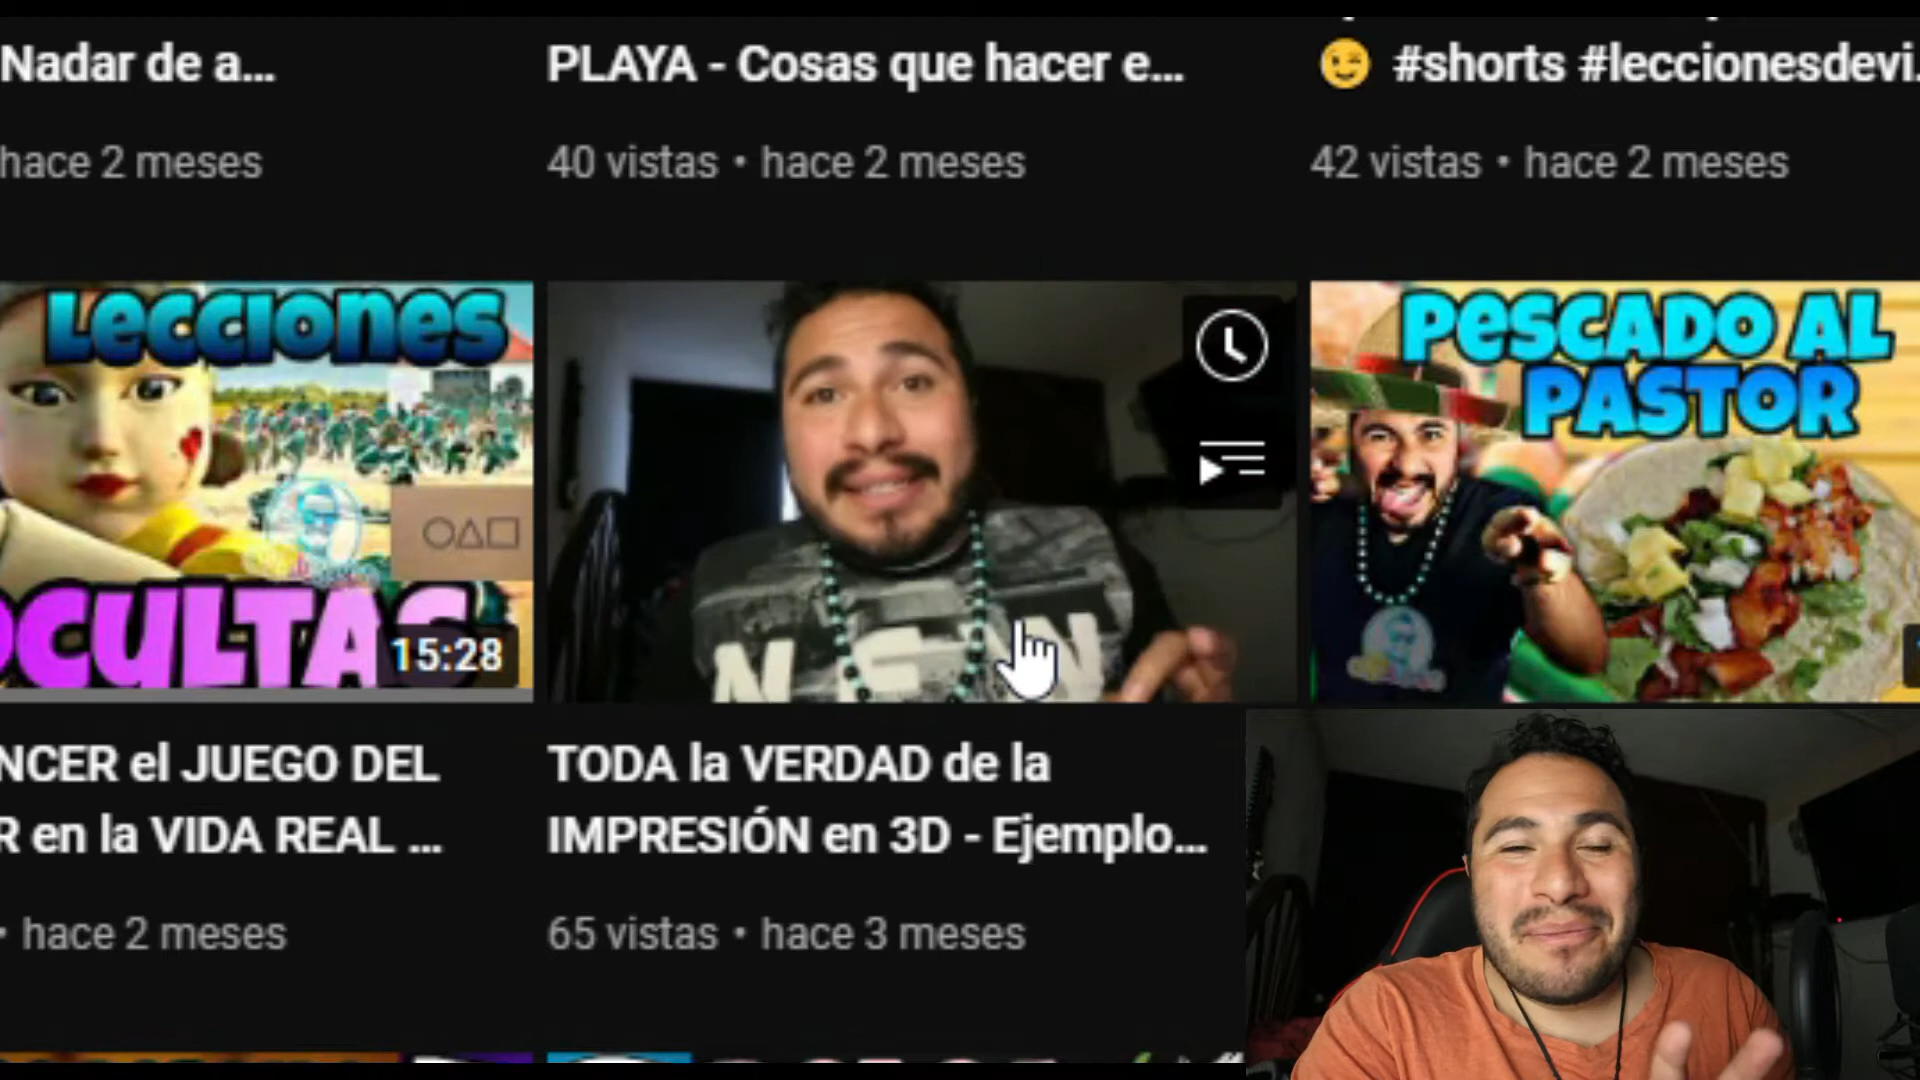 Nadar de a...
PLAYA - Cosas que hacer e...
😉 #shorts #leccionesdevi.
hace 2 meses
40 vistas • hace 2 meses
42 vistas • hace 2 meses
Lecciones
OCULTAS
15:28
NEW
PESCADO AL
PASTOR
NCER el JUEGO DEL
R en la VIDA REAL ...
• hace 2 meses
TODA la VERDAD de la
IMPRESIÓN en 3D - Ejemplo...
65 vistas • hace 3 meses